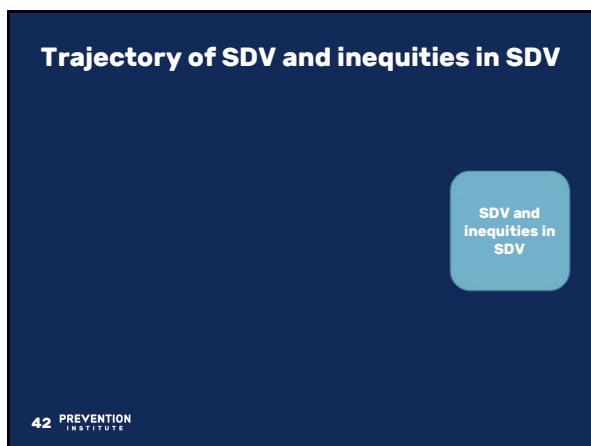 Trajectory of SDV and inequities in SDV
SDV and
inequities in
SDV
42 PREVENTION
INSTITUTE